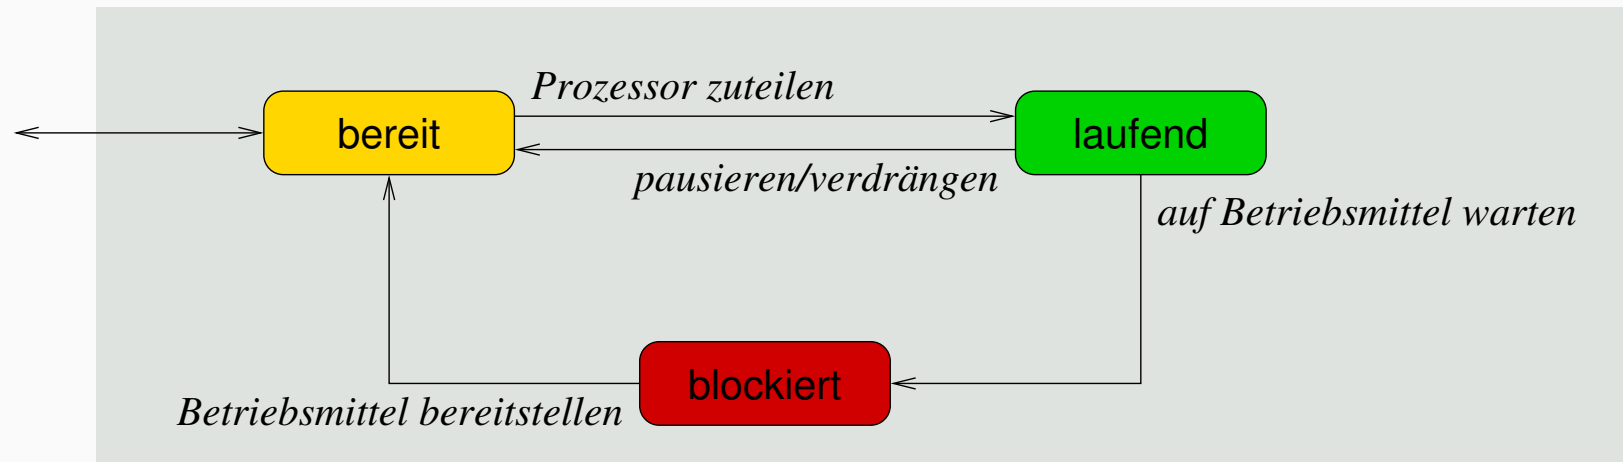 Prozessor zuteilen
bereit
laufend
pausieren/verdrängen
auf Betriebsmittel warten
blockiert
Betriebsmittel bereitstellen